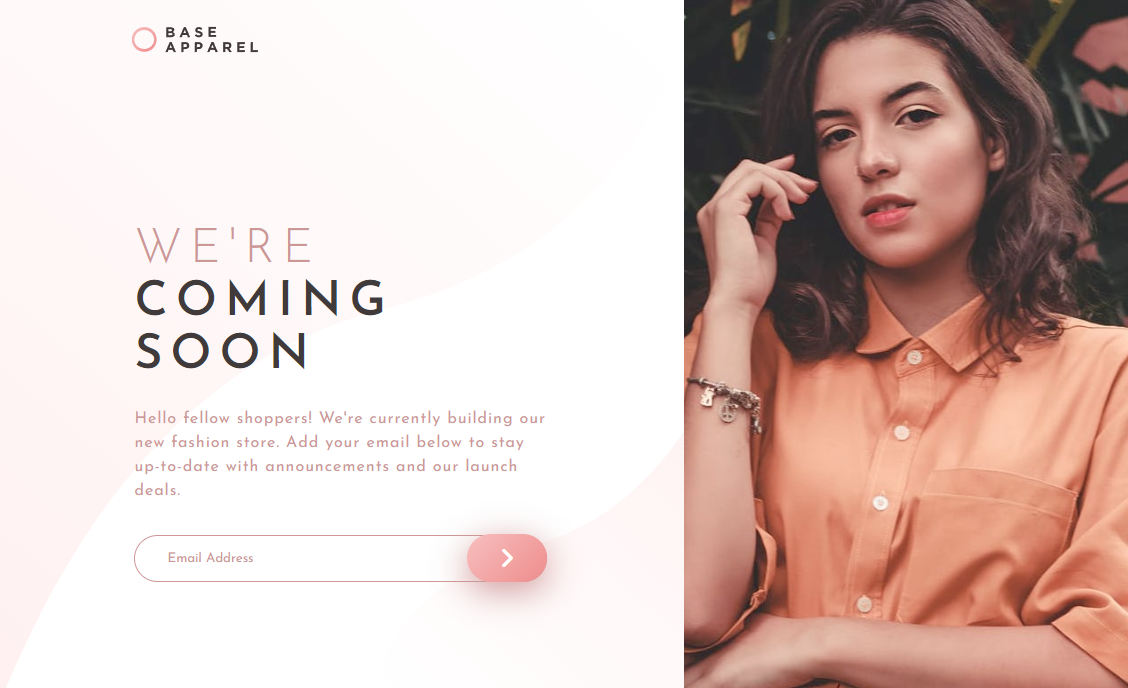 BASE
APPAREL
WE'RE
COMING
SOON
Hello fellow shoppers! We're currently building our
new fashion store. Add your email below to stay
up-to-date with announcements and our launch
deals.
Email Address